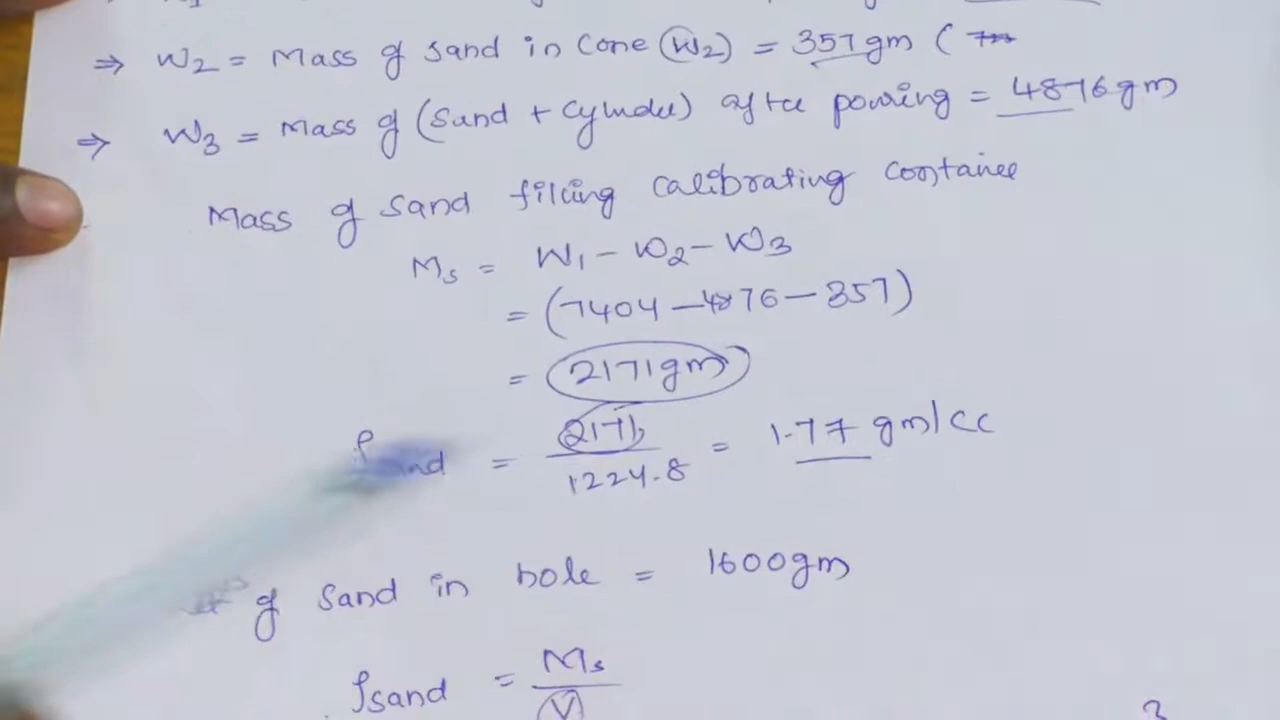 ⇒ W2 = Mass of sand in cone (W2) = 357 gm (
⇒ W3 = Mass of (Sand + Cylinder) after pouring = 4876 gm
Mass of sand filling calibrating container
Ms = W1 - W2 - W3
= (7404 - 4876 - 357)
= 2171 gm
= 2171 / 1224.8 = 1.77 gm/cc
of sand in hole = 1600 gm
ρsand = Ms / V